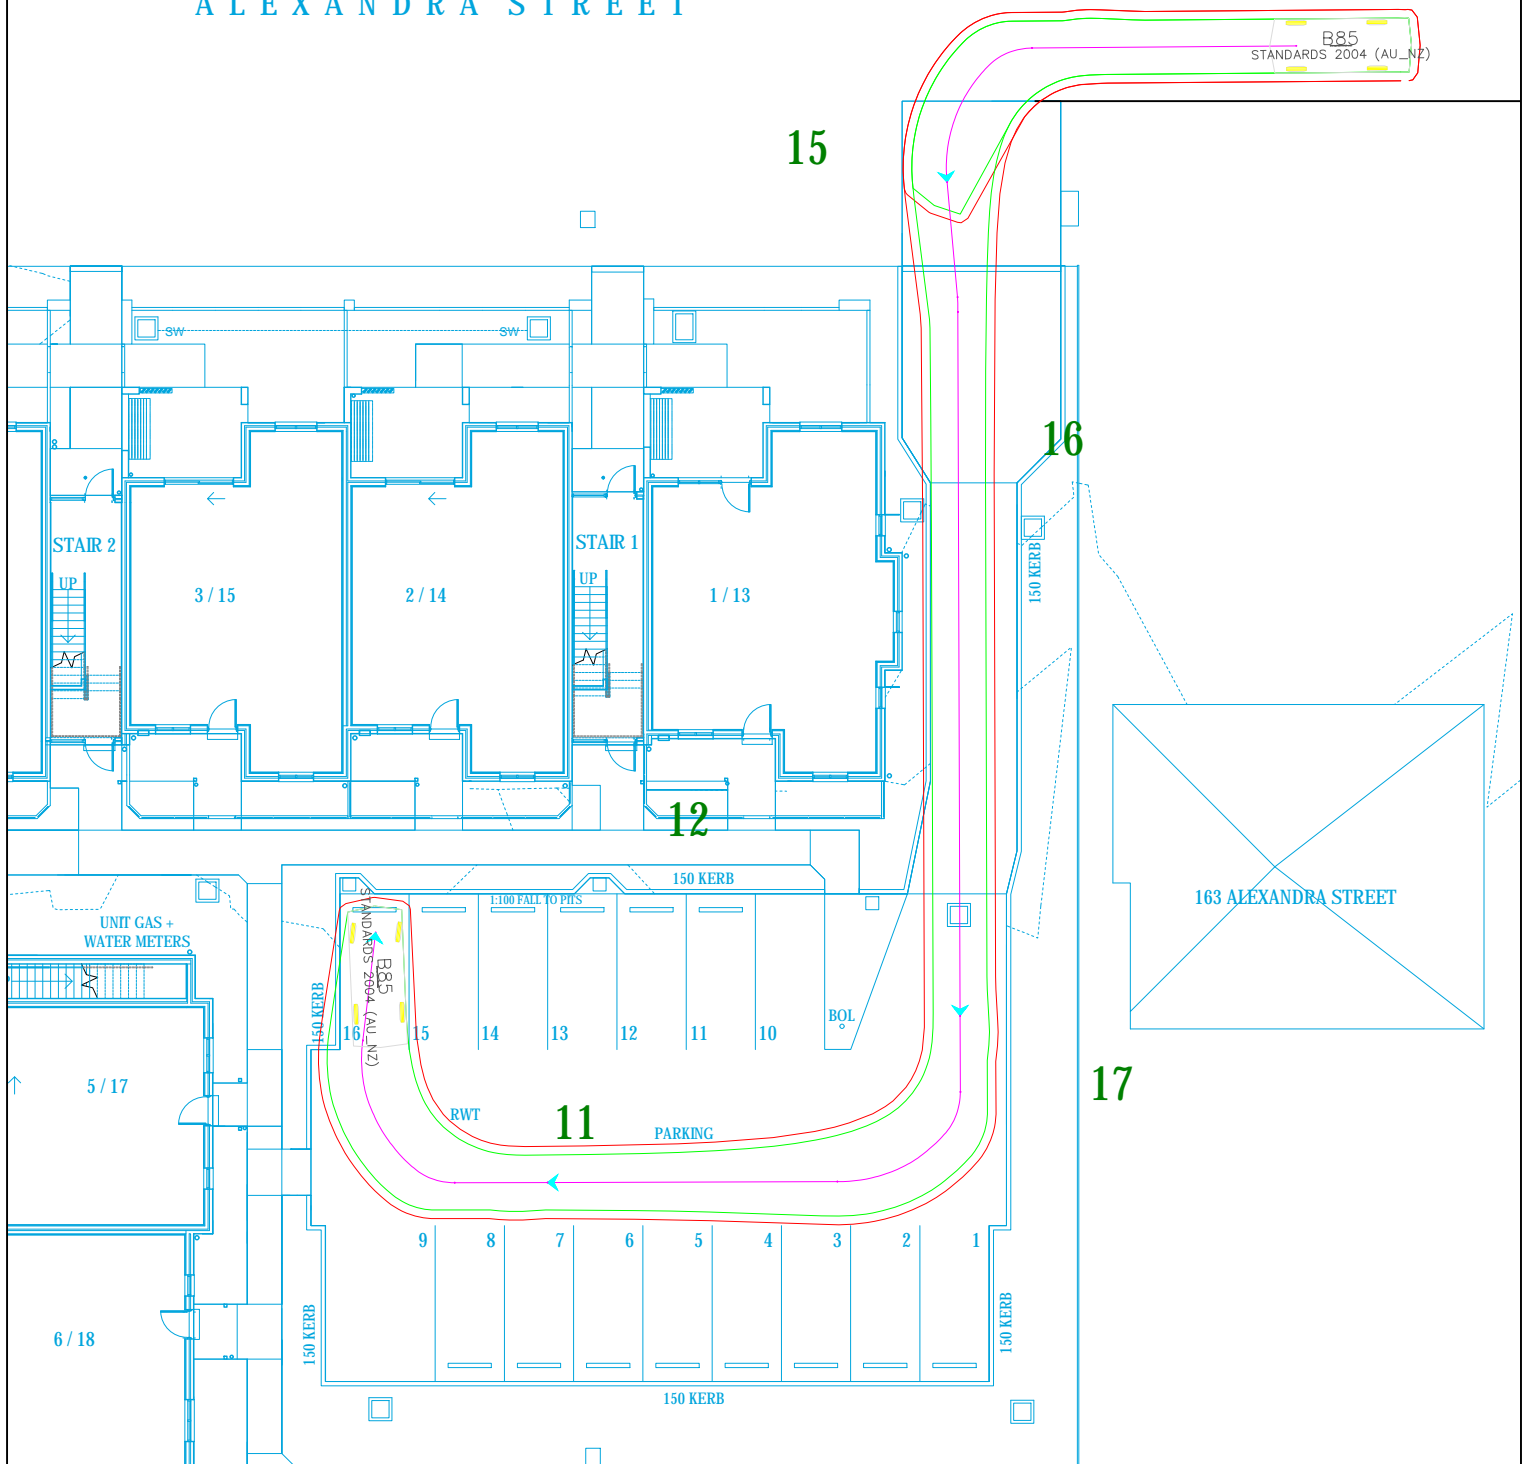 ALEXANDRA STREET
B85
STANDARDS 2004 (AU_NZ)
15
SW
SW
16
STAIR 2
STAIR 1
UP
UP
3 / 15
2 / 14
1 / 13
150 KERB
12
150 KERB
163 ALEXANDRA STREET
1:100 FALL TO PITS
UNIT GAS +
WATER METERS
B85
STANDARDS 2004 (AU_NZ)
150 KERB
16
15
14
13
12
11
10
BOL
5 / 17
17
RWT
11
PARKING
9
8
7
6
5
4
3
2
1
150 KERB
150 KERB
6 / 18
150 KERB